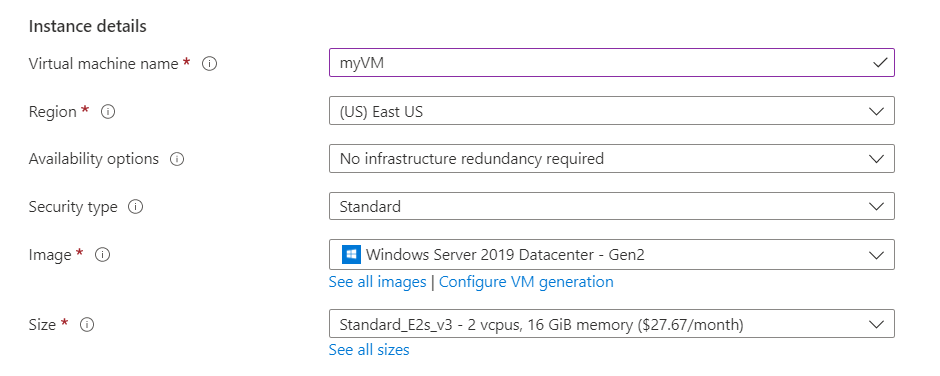 Instance details
Virtual machine name * myVM
Region * (US) East US
Availability options No infrastructure redundancy required
Security type Standard
Image * Windows Server 2019 Datacenter - Gen2
See all images | Configure VM generation
Size * Standard_E2s_v3 - 2 vcpus, 16 GiB memory ($27.67/month)
See all sizes